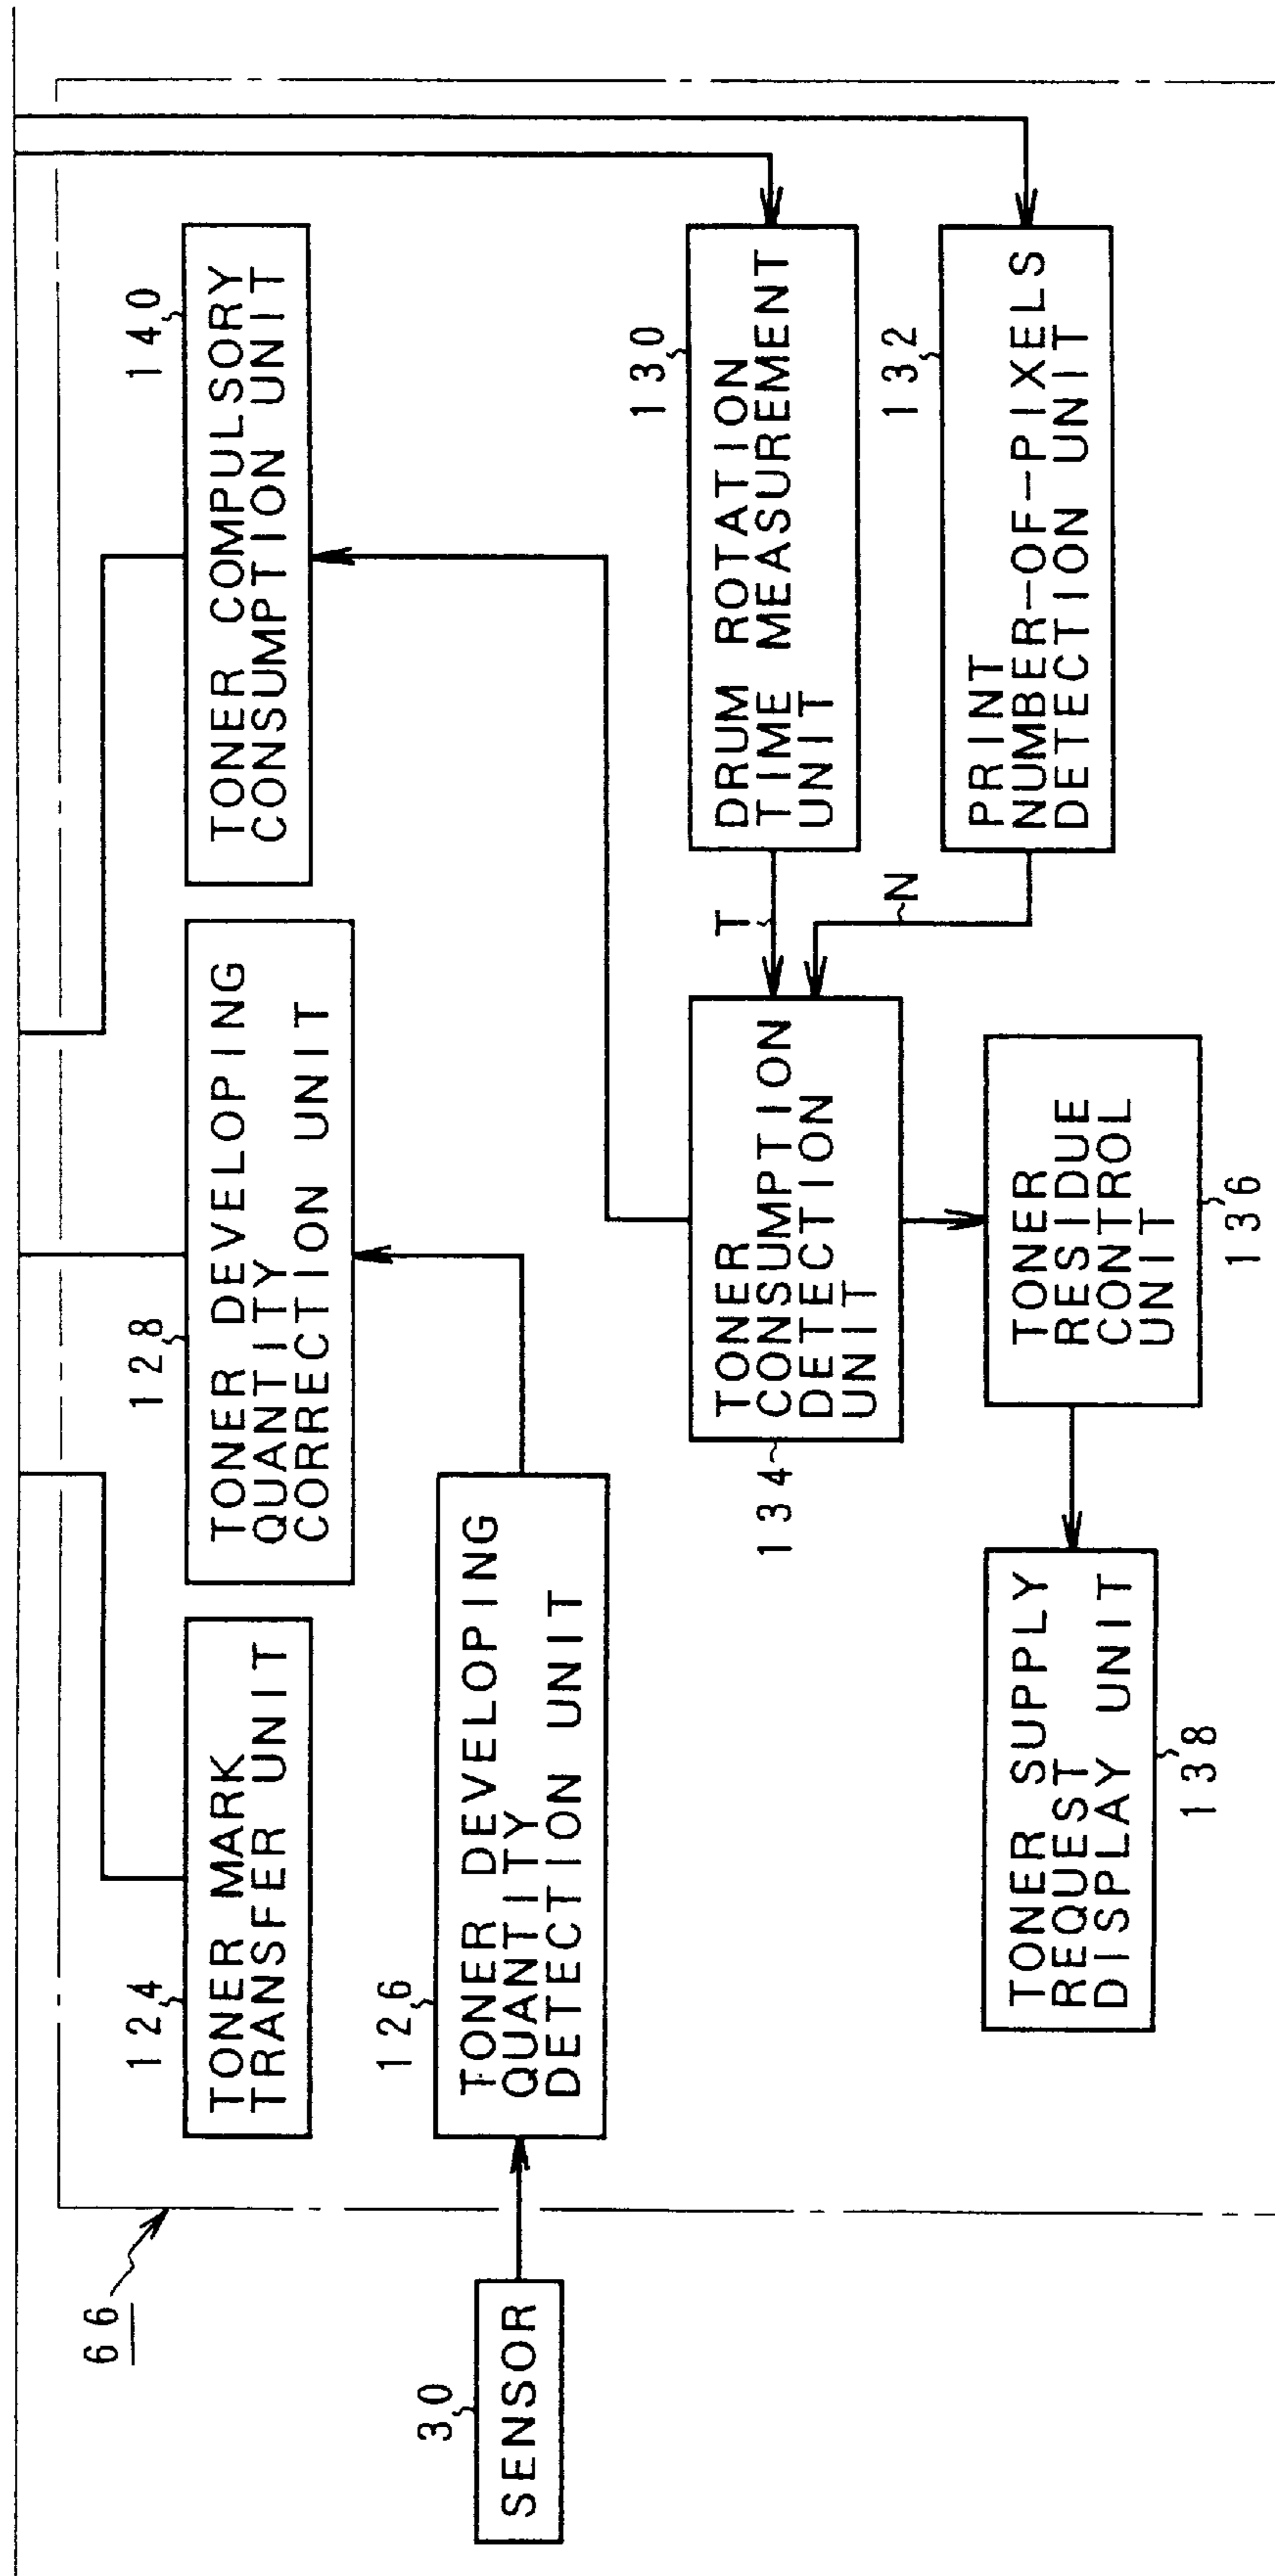 66
30
SENSOR
124
TONER MARK
TRANSFER UNIT
126
TONER DEVELOPING
QUANTITY
DETECTION UNIT
128
TONER DEVELOPING
QUANTITY
CORRECTION UNIT
140
TONER COMPULSORY
CONSUMPTION UNIT
134
TONER
CONSUMPTION
DETECTION
UNIT
T
N
130
DRUM ROTATION
TIME MEASUREMENT
UNIT
132
PRINT
NUMBER-OF-PIXELS
DETECTION UNIT
TONER SUPPLY
REQUEST
DISPLAY UNIT
138
TONER
RESIDUE
CONTROL
UNIT
136